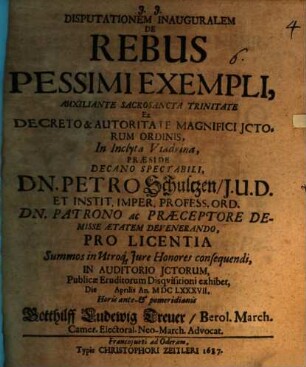 J. J.
DISPUTATIONEM INAUGURALEM
DE
REBUS
PESSIMI EXEMPLI,
AUXILIANTE SACROSANCTA TRINITATE
Ex
DECRETO & AUTORITATE MAGNIFICI JCTO-
RUM ORDINIS,
In Inclyta Viadrina,
PRÆSIDE
DECANO SPECTABILI,
DN. PETRO Schultzen / J. U. D.
ET INSTIT. IMPER. PROFESS. ORD.
DN. PATRONO ac PRÆCEPTORE DE-
MISSE ÆTATEM DEVENERANDO,
PRO LICENTIA
Summos in Utroq; Jure Honores consequendi,
IN AUDITORIO JCTORUM,
Publicæ Eruditorum Disquisitioni exhibet,
Die Aprilis An. MDC LXXXVII.
Horis ante- & pomeridianis
Gotthilff Ludewig Treuer / Berol. March.
Camer. Electoral. Neo-March. Advocat.
Francofurti ad Oderam,
Typis CHRISTOPHORI ZEITLERI 1687.
6.
4